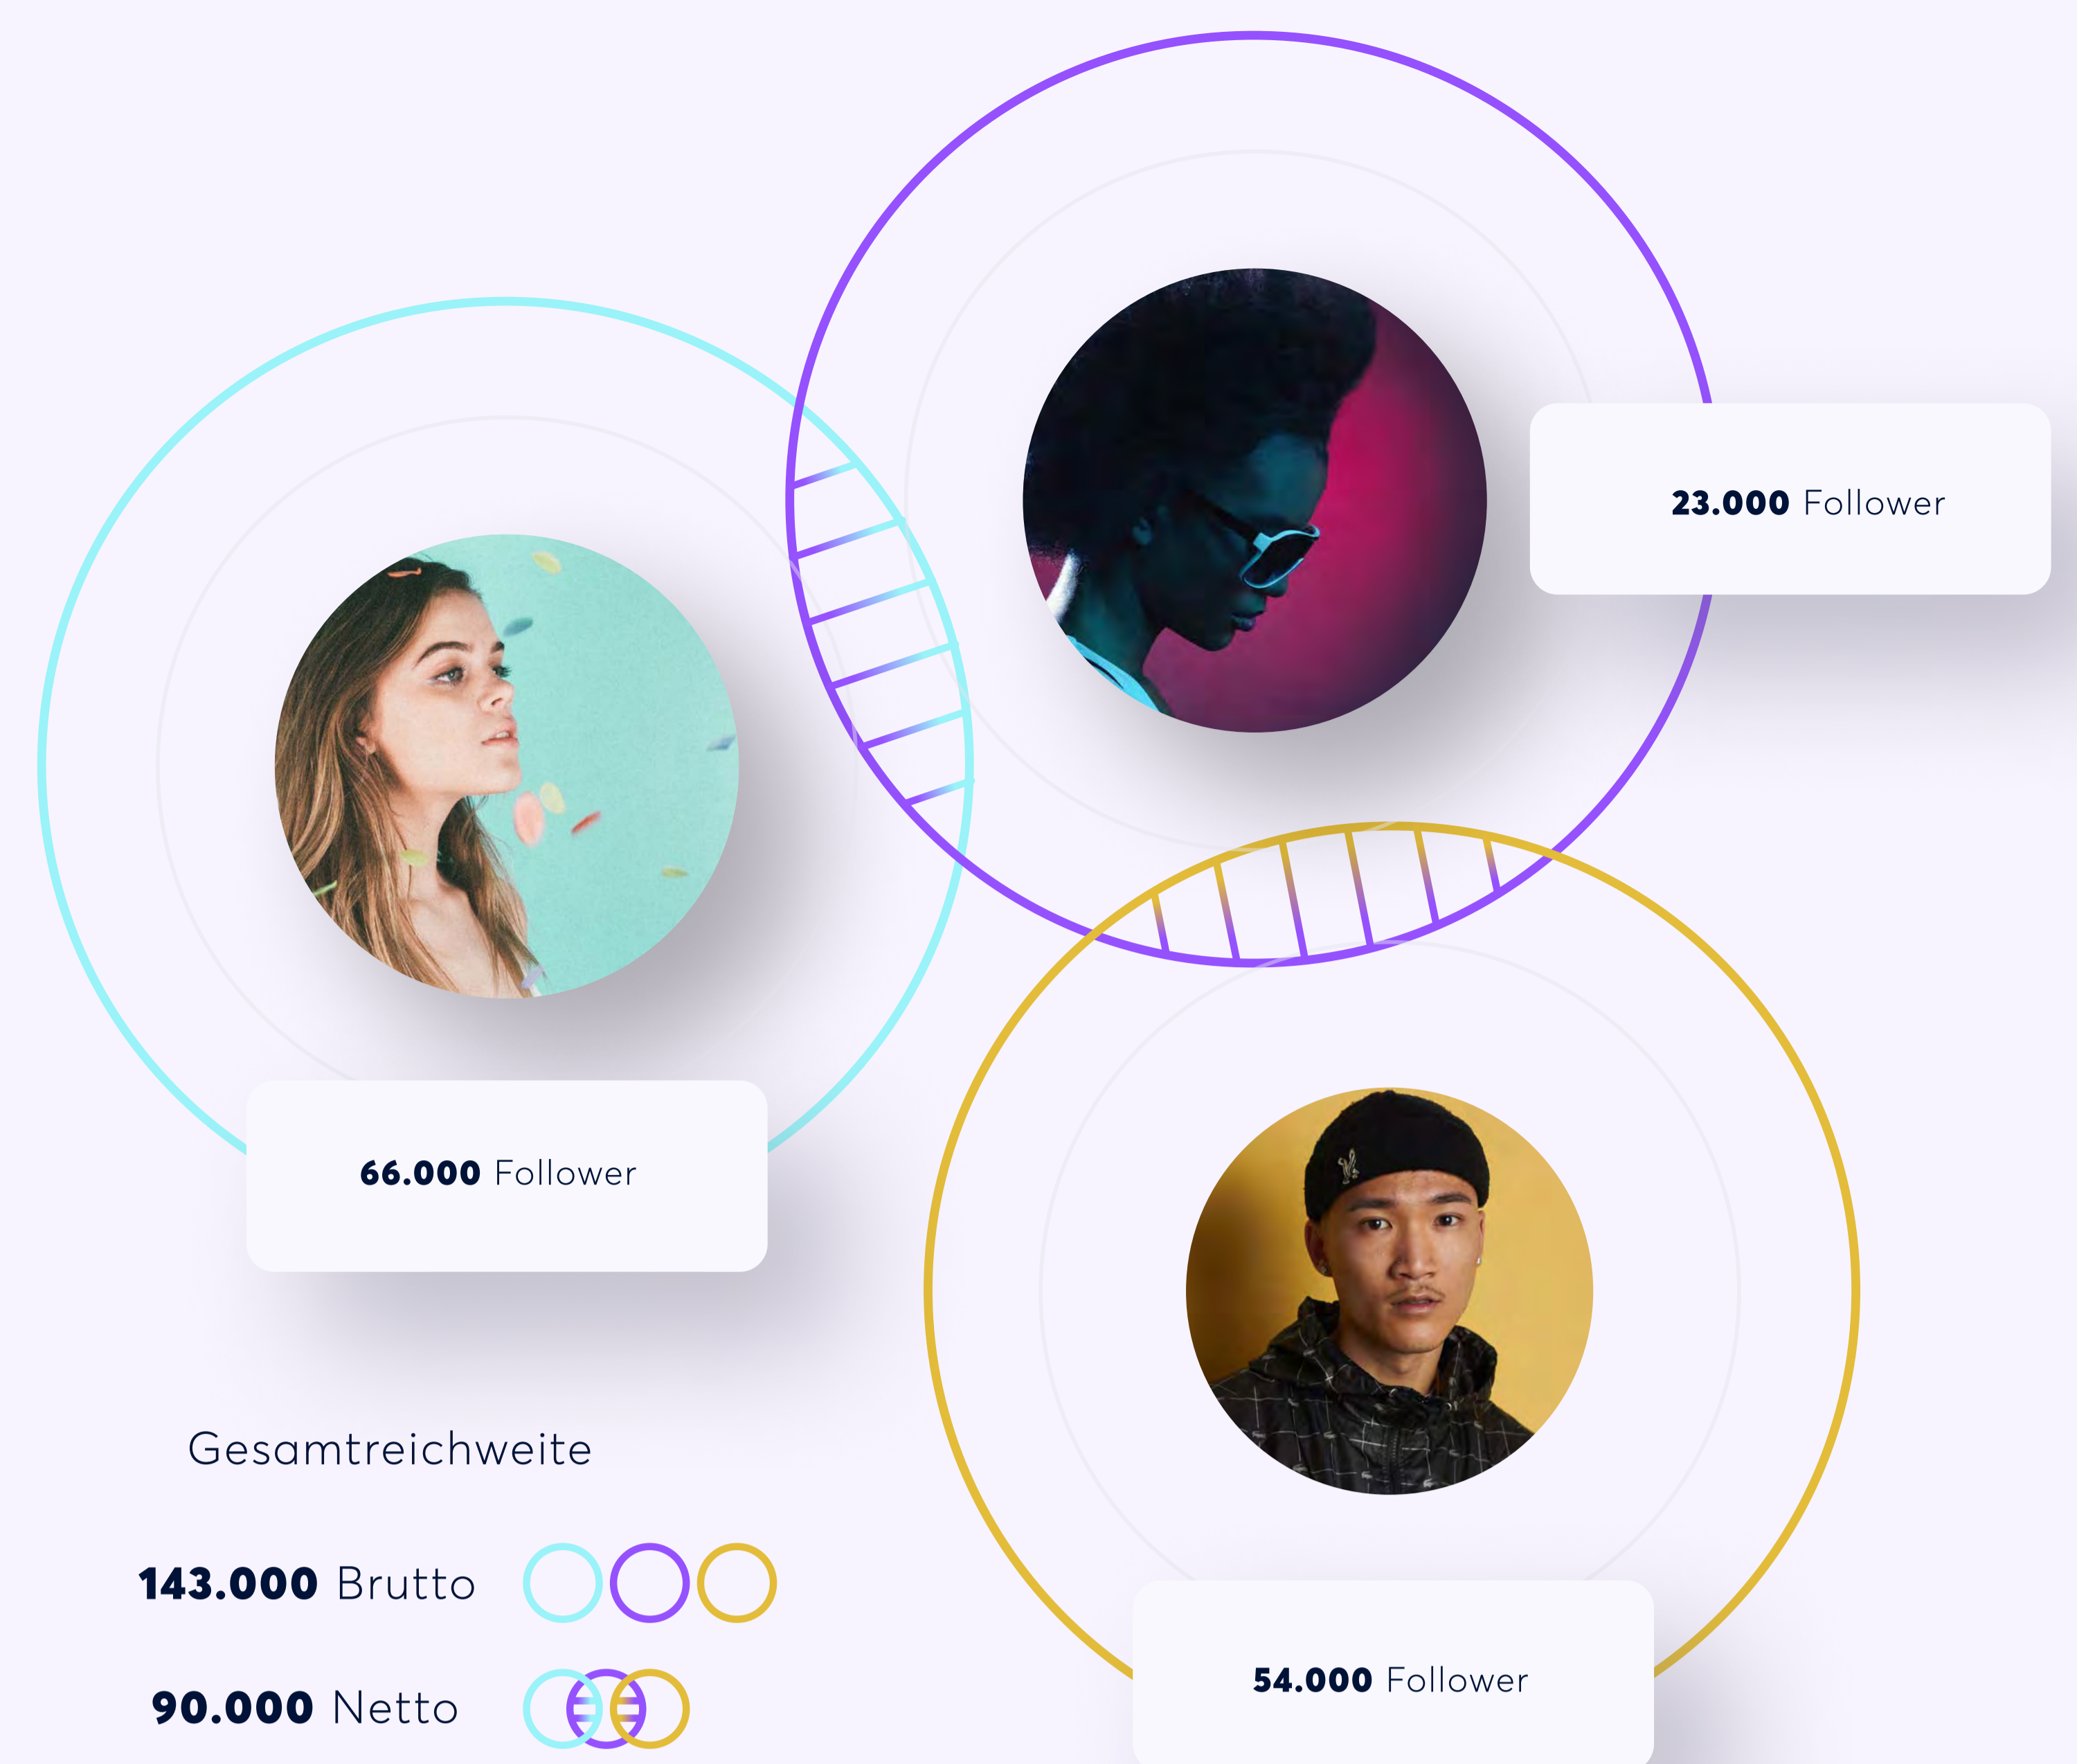 23.000 Follower
66.000 Follower
54.000 Follower
Gesamtreichweite
143.000 Brutto
90.000 Netto